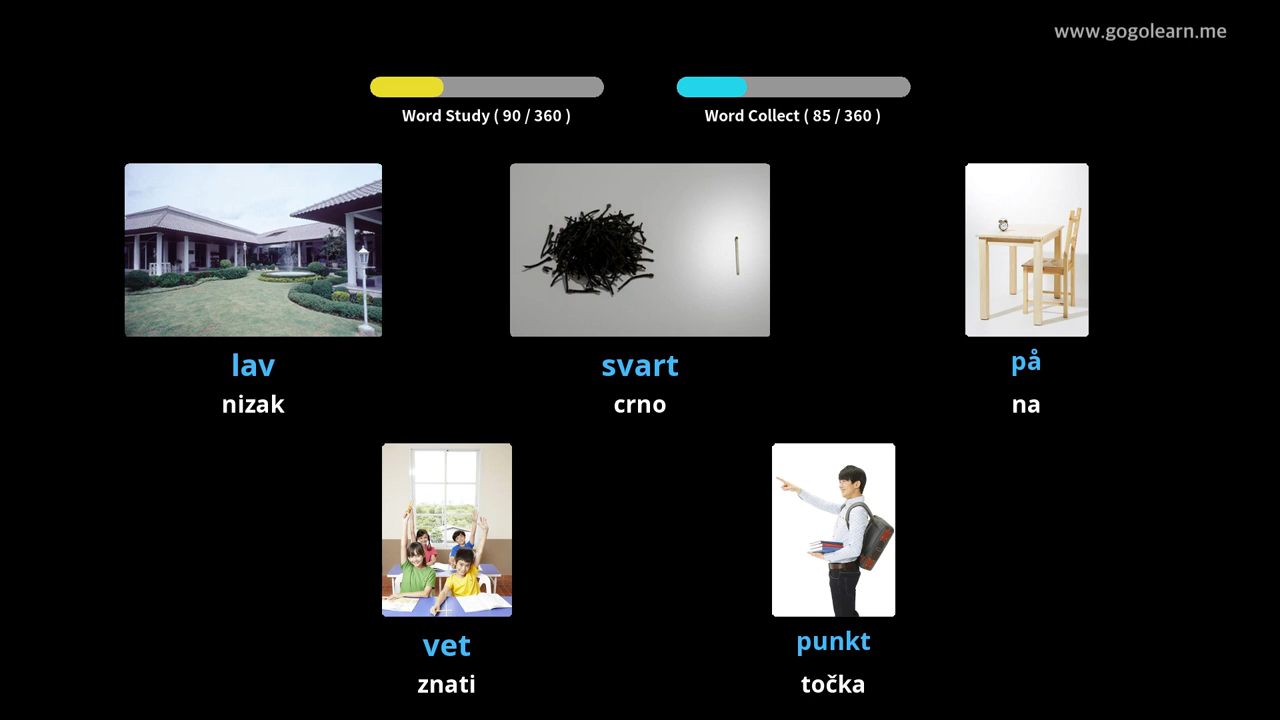 www.gogolearn.me
Word Study ( 90 / 360 )
Word Collect ( 85 / 360 )
lav
nizak
svart
crno
på
na
vet
znati
punkt
točka